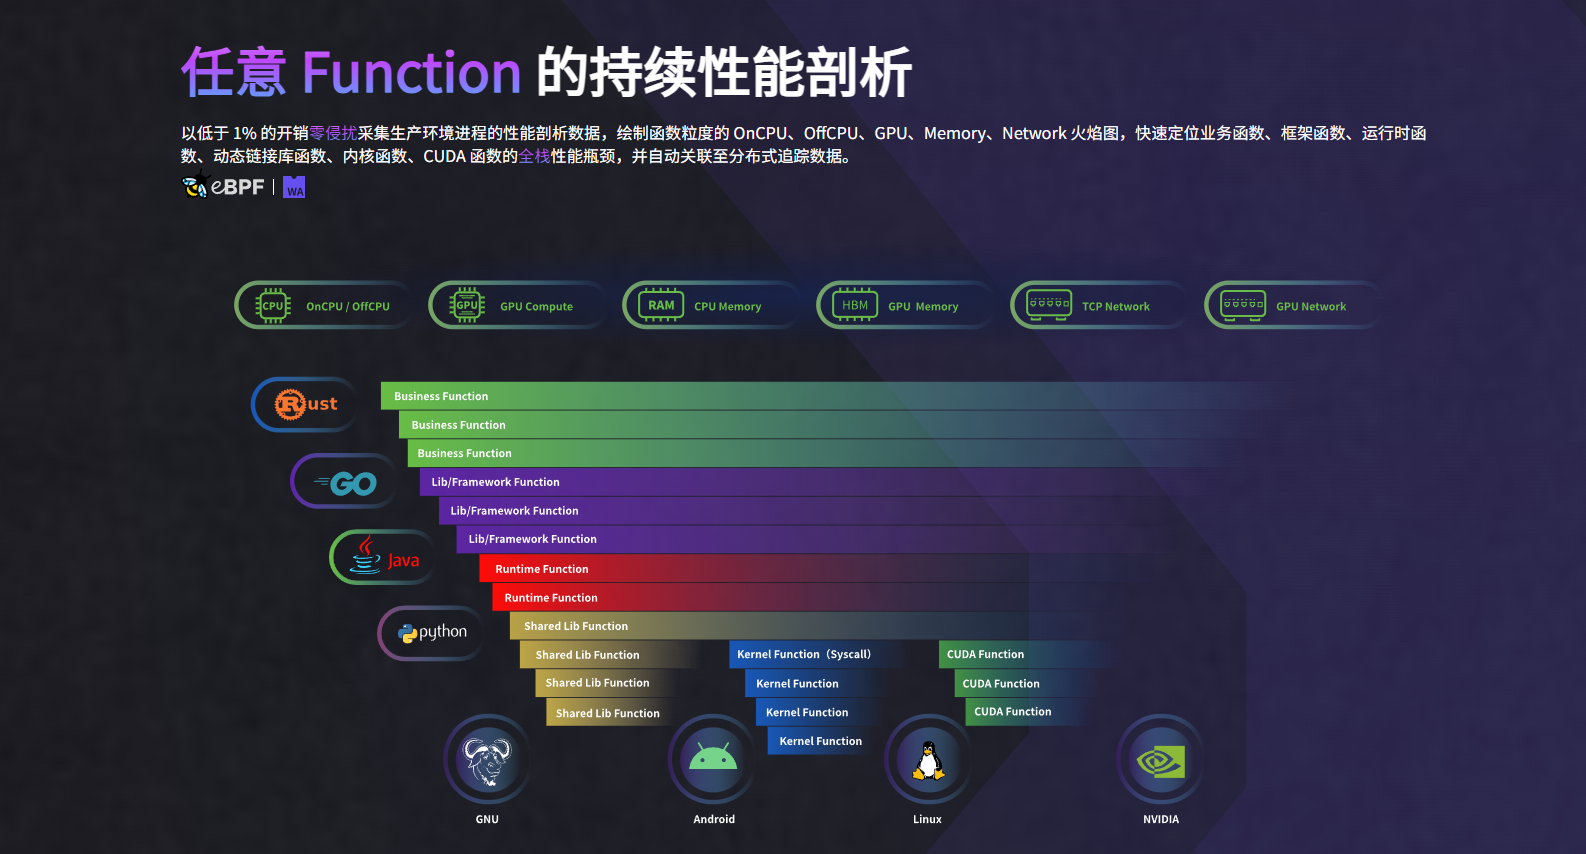 任意 Function 的持续性能剖析
以低于 1% 的开销零侵扰采集生产环境进程的性能剖析数据，绘制函数粒度的 OnCPU、OffCPU、GPU、Memory、Network 火焰图，快速定位业务函数、框架函数、运行时函
数、动态链接库函数、内核函数、CUDA 函数的全栈性能瓶颈，并自动关联至分布式追踪数据。
eBPF | WA
CPU OnCPU / OffCPU GPU GPU Compute RAM CPU Memory HBM GPU Memory TCP Network GPU Network
Rust
Business Function
Business Function
Business Function
GO
Lib/Framework Function
Lib/Framework Function
Lib/Framework Function
Java
Runtime Function
Runtime Function
python
Shared Lib Function
Shared Lib Function Kernel Function（Syscall） CUDA Function
Shared Lib Function Kernel Function CUDA Function
Shared Lib Function Kernel Function CUDA Function
Kernel Function
GNU Android Linux NVIDIA